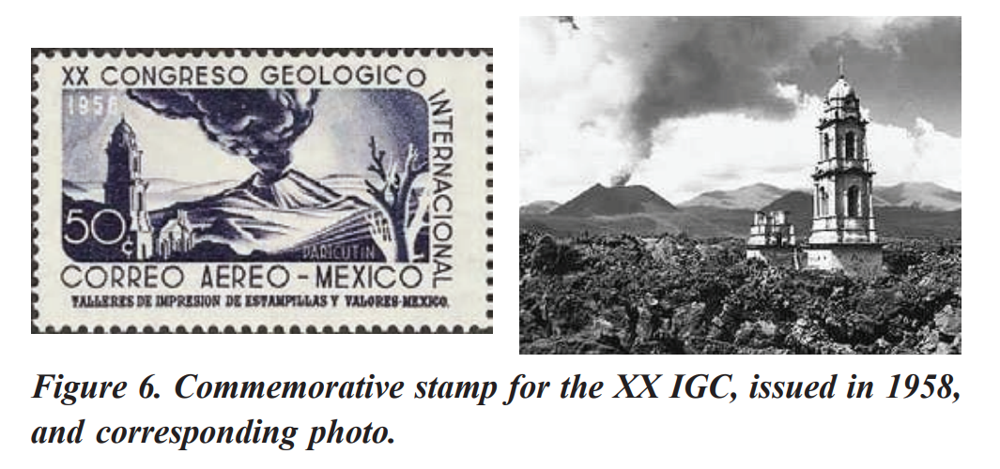 XX CONGRESO GEOLOGICO
INTERNACIONAL
1956
50¢
PARICUTIN
CORREO AEREO - MEXICO
TALLERES DE IMPRESION DE ESTAMPILLAS Y VALORES-MEXICO.
Figure 6. Commemorative stamp for the XX IGC, issued in 1958,
and corresponding photo.